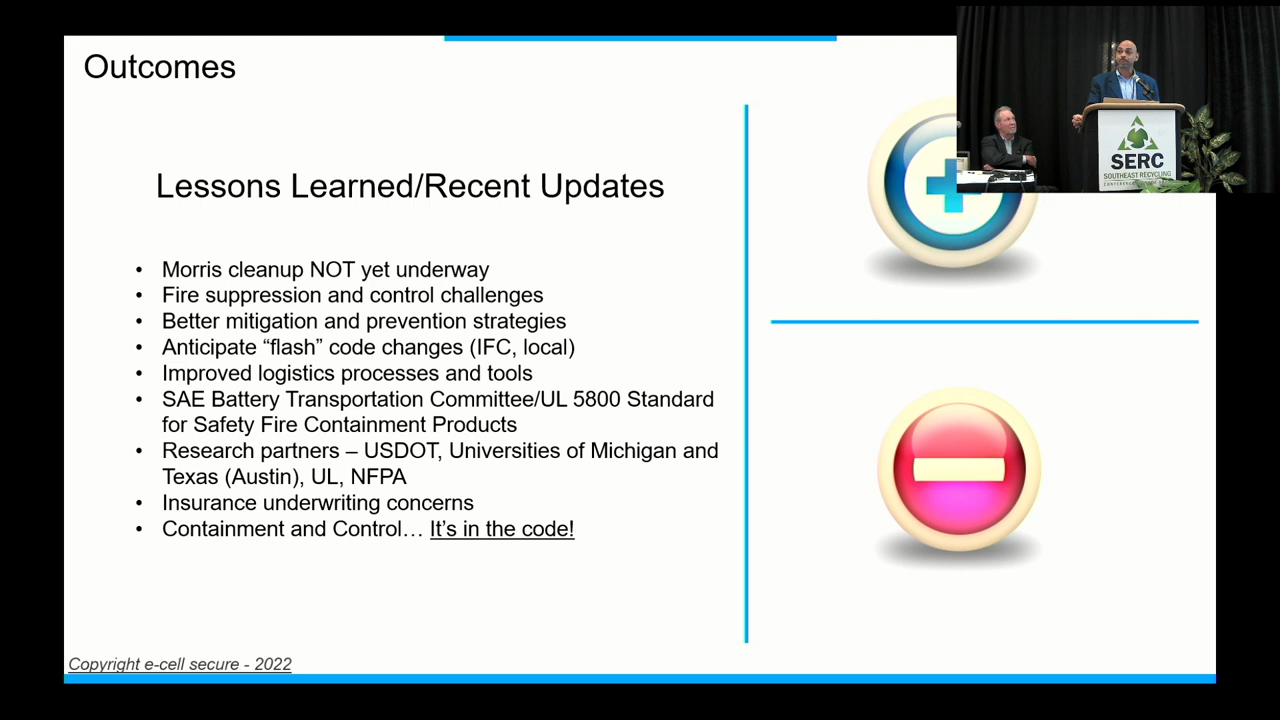 Outcomes
Lessons Learned/Recent Updates
• Morris cleanup NOT yet underway
• Fire suppression and control challenges
• Better mitigation and prevention strategies
• Anticipate “flash” code changes (IFC, local)
• Improved logistics processes and tools
• SAE Battery Transportation Committee/UL 5800 Standard
for Safety Fire Containment Products
• Research partners – USDOT, Universities of Michigan and
Texas (Austin), UL, NFPA
• Insurance underwriting concerns
• Containment and Control… It’s in the code!
Copyright e-cell secure - 2022
SERC
SOUTHEAST RECYCLING